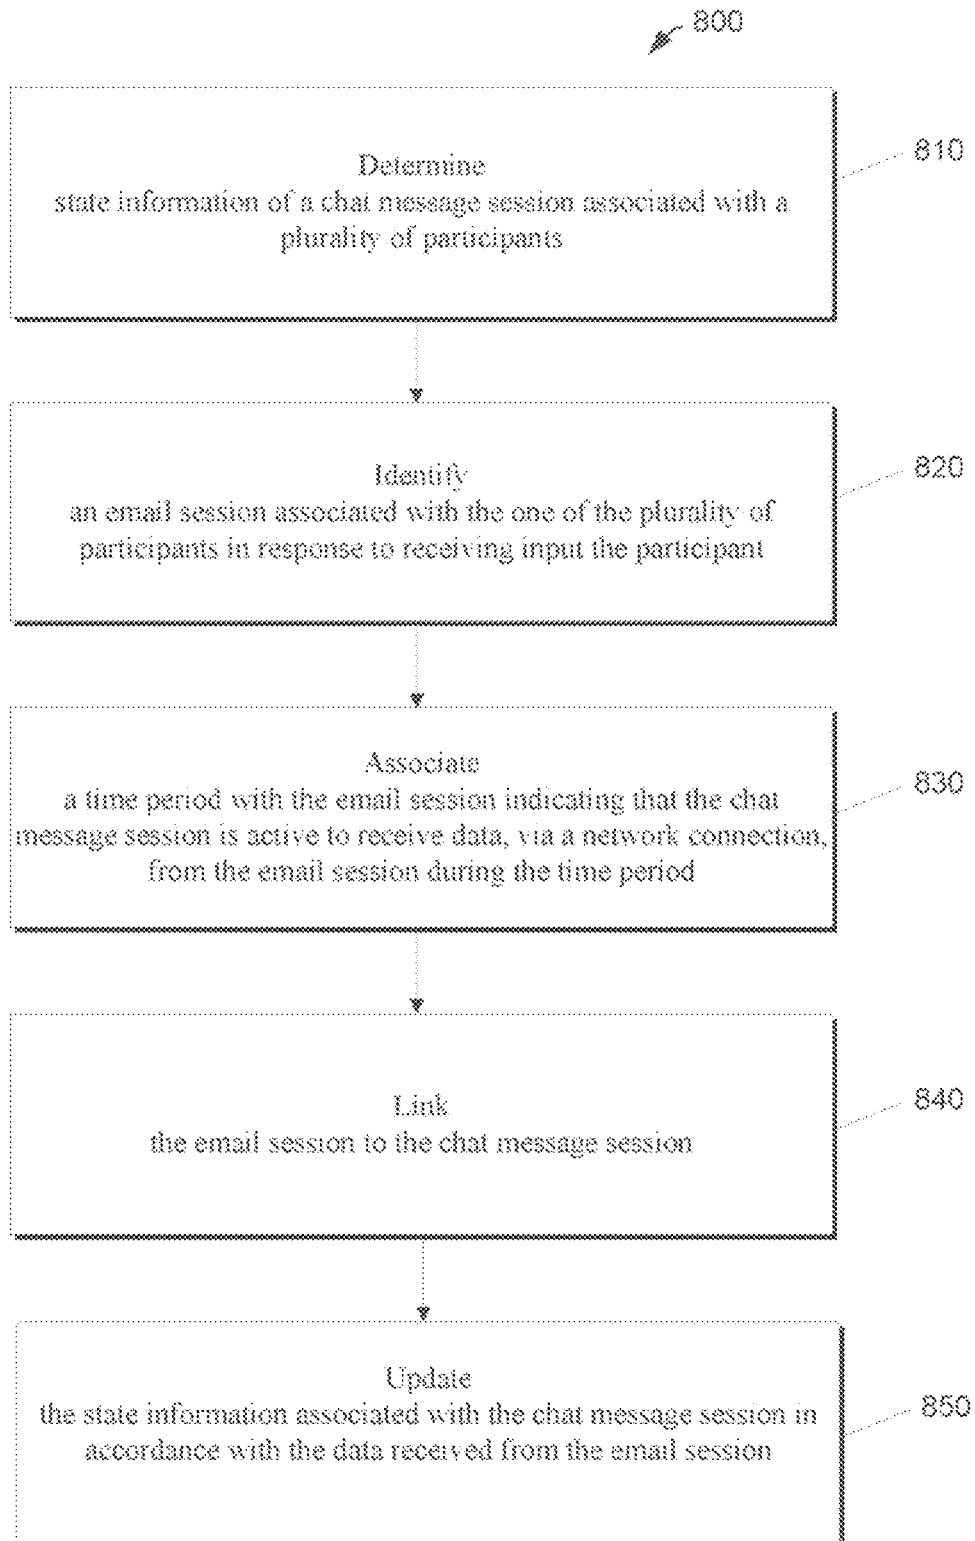 800
Determine
state information of a chat message session associated with a
plurality of participants
810
Identify
an email session associated with the one of the plurality of
participants in response to receiving input the participant
820
Associate
a time period with the email session indicating that the chat
message session is active to receive data, via a network connection,
from the email session during the time period
830
Link
the email session to the chat message session
840
Update
the state information associated with the chat message session in
accordance with the data received from the email session
850